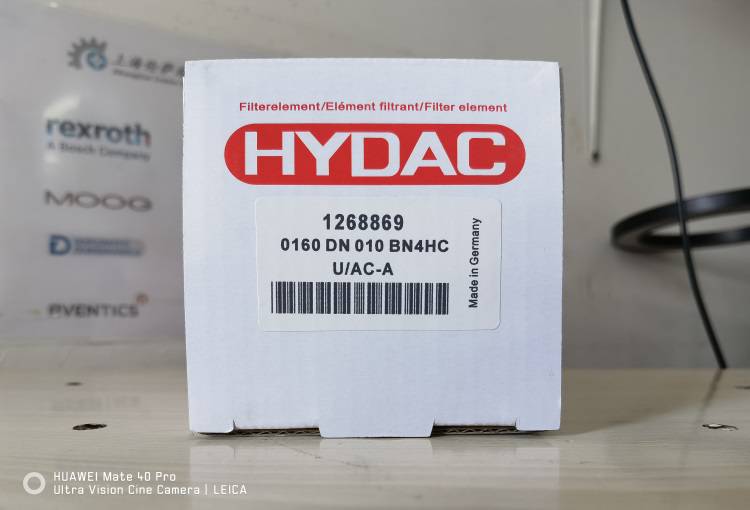 Filterelement/Elément filtrant/Filter element
HYDAC
1268869
0160 DN 010 BN4HC
U/AC-A
Made in Germany
rexroth
A Bosch Company
MOOG
AVENTICS
HUAWEI Mate 40 Pro
Ultra Vision Cine Camera | LEICA